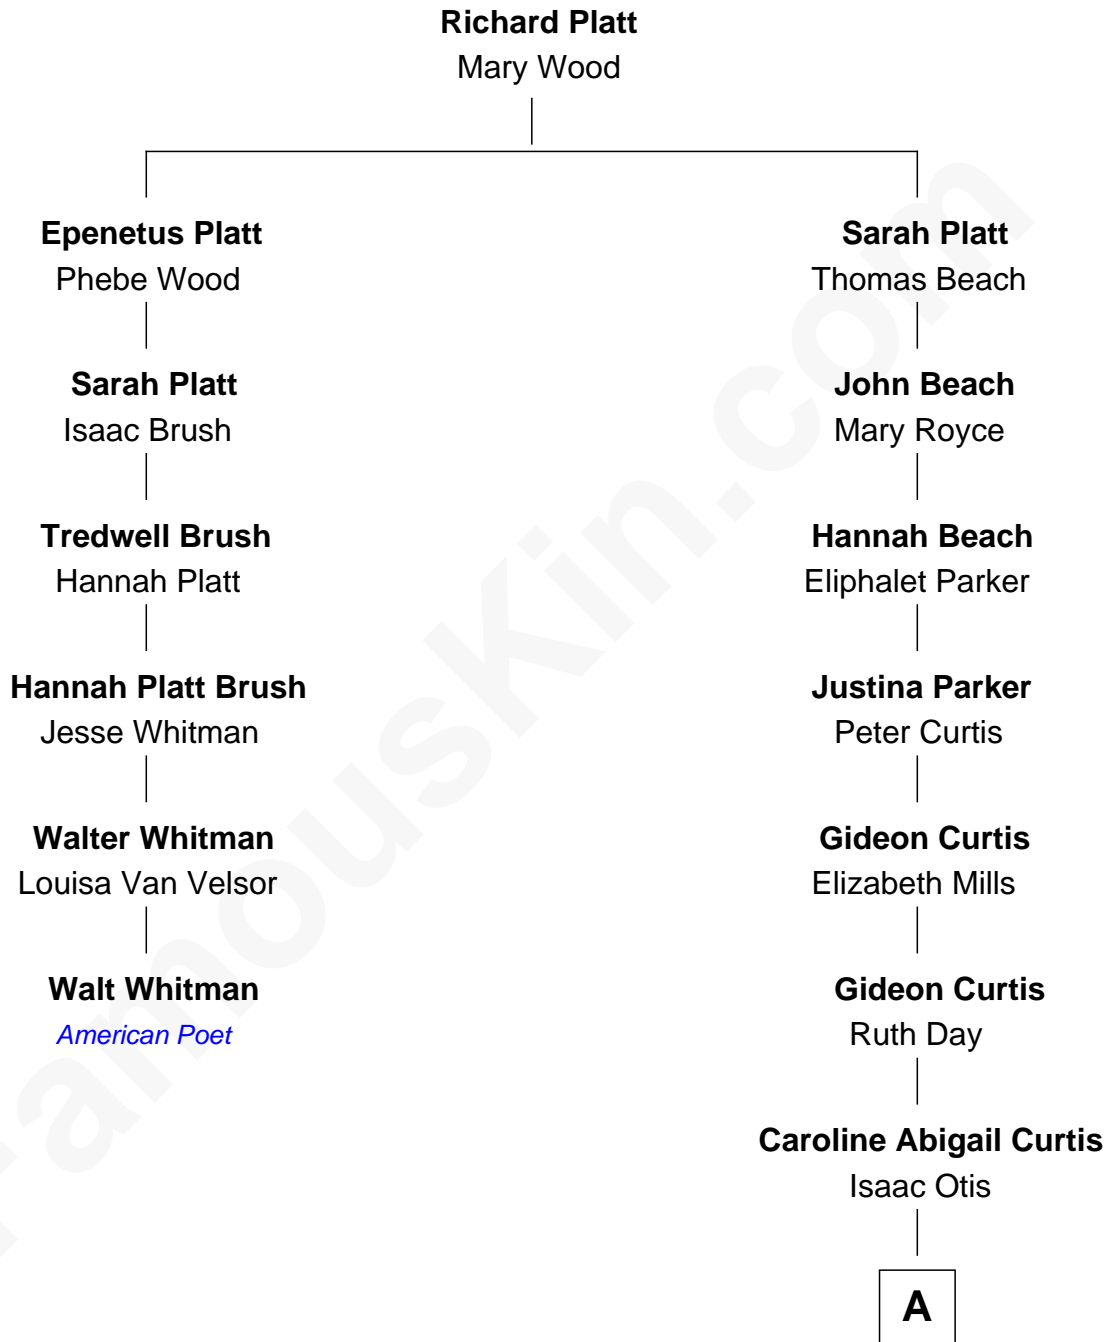 Richard Platt
Mary Wood
Epenetus Platt
Phebe Wood
Sarah Platt
Thomas Beach
Sarah Platt
Isaac Brush
John Beach
Mary Royce
Tredwell Brush
Hannah Platt
Hannah Beach
Eliphalet Parker
Hannah Platt Brush
Jesse Whitman
Justina Parker
Peter Curtis
Walter Whitman
Louisa Van Velsor
Gideon Curtis
Elizabeth Mills
Walt Whitman
American Poet
Gideon Curtis
Ruth Day
Caroline Abigail Curtis
Isaac Otis
A
FamousKin.com